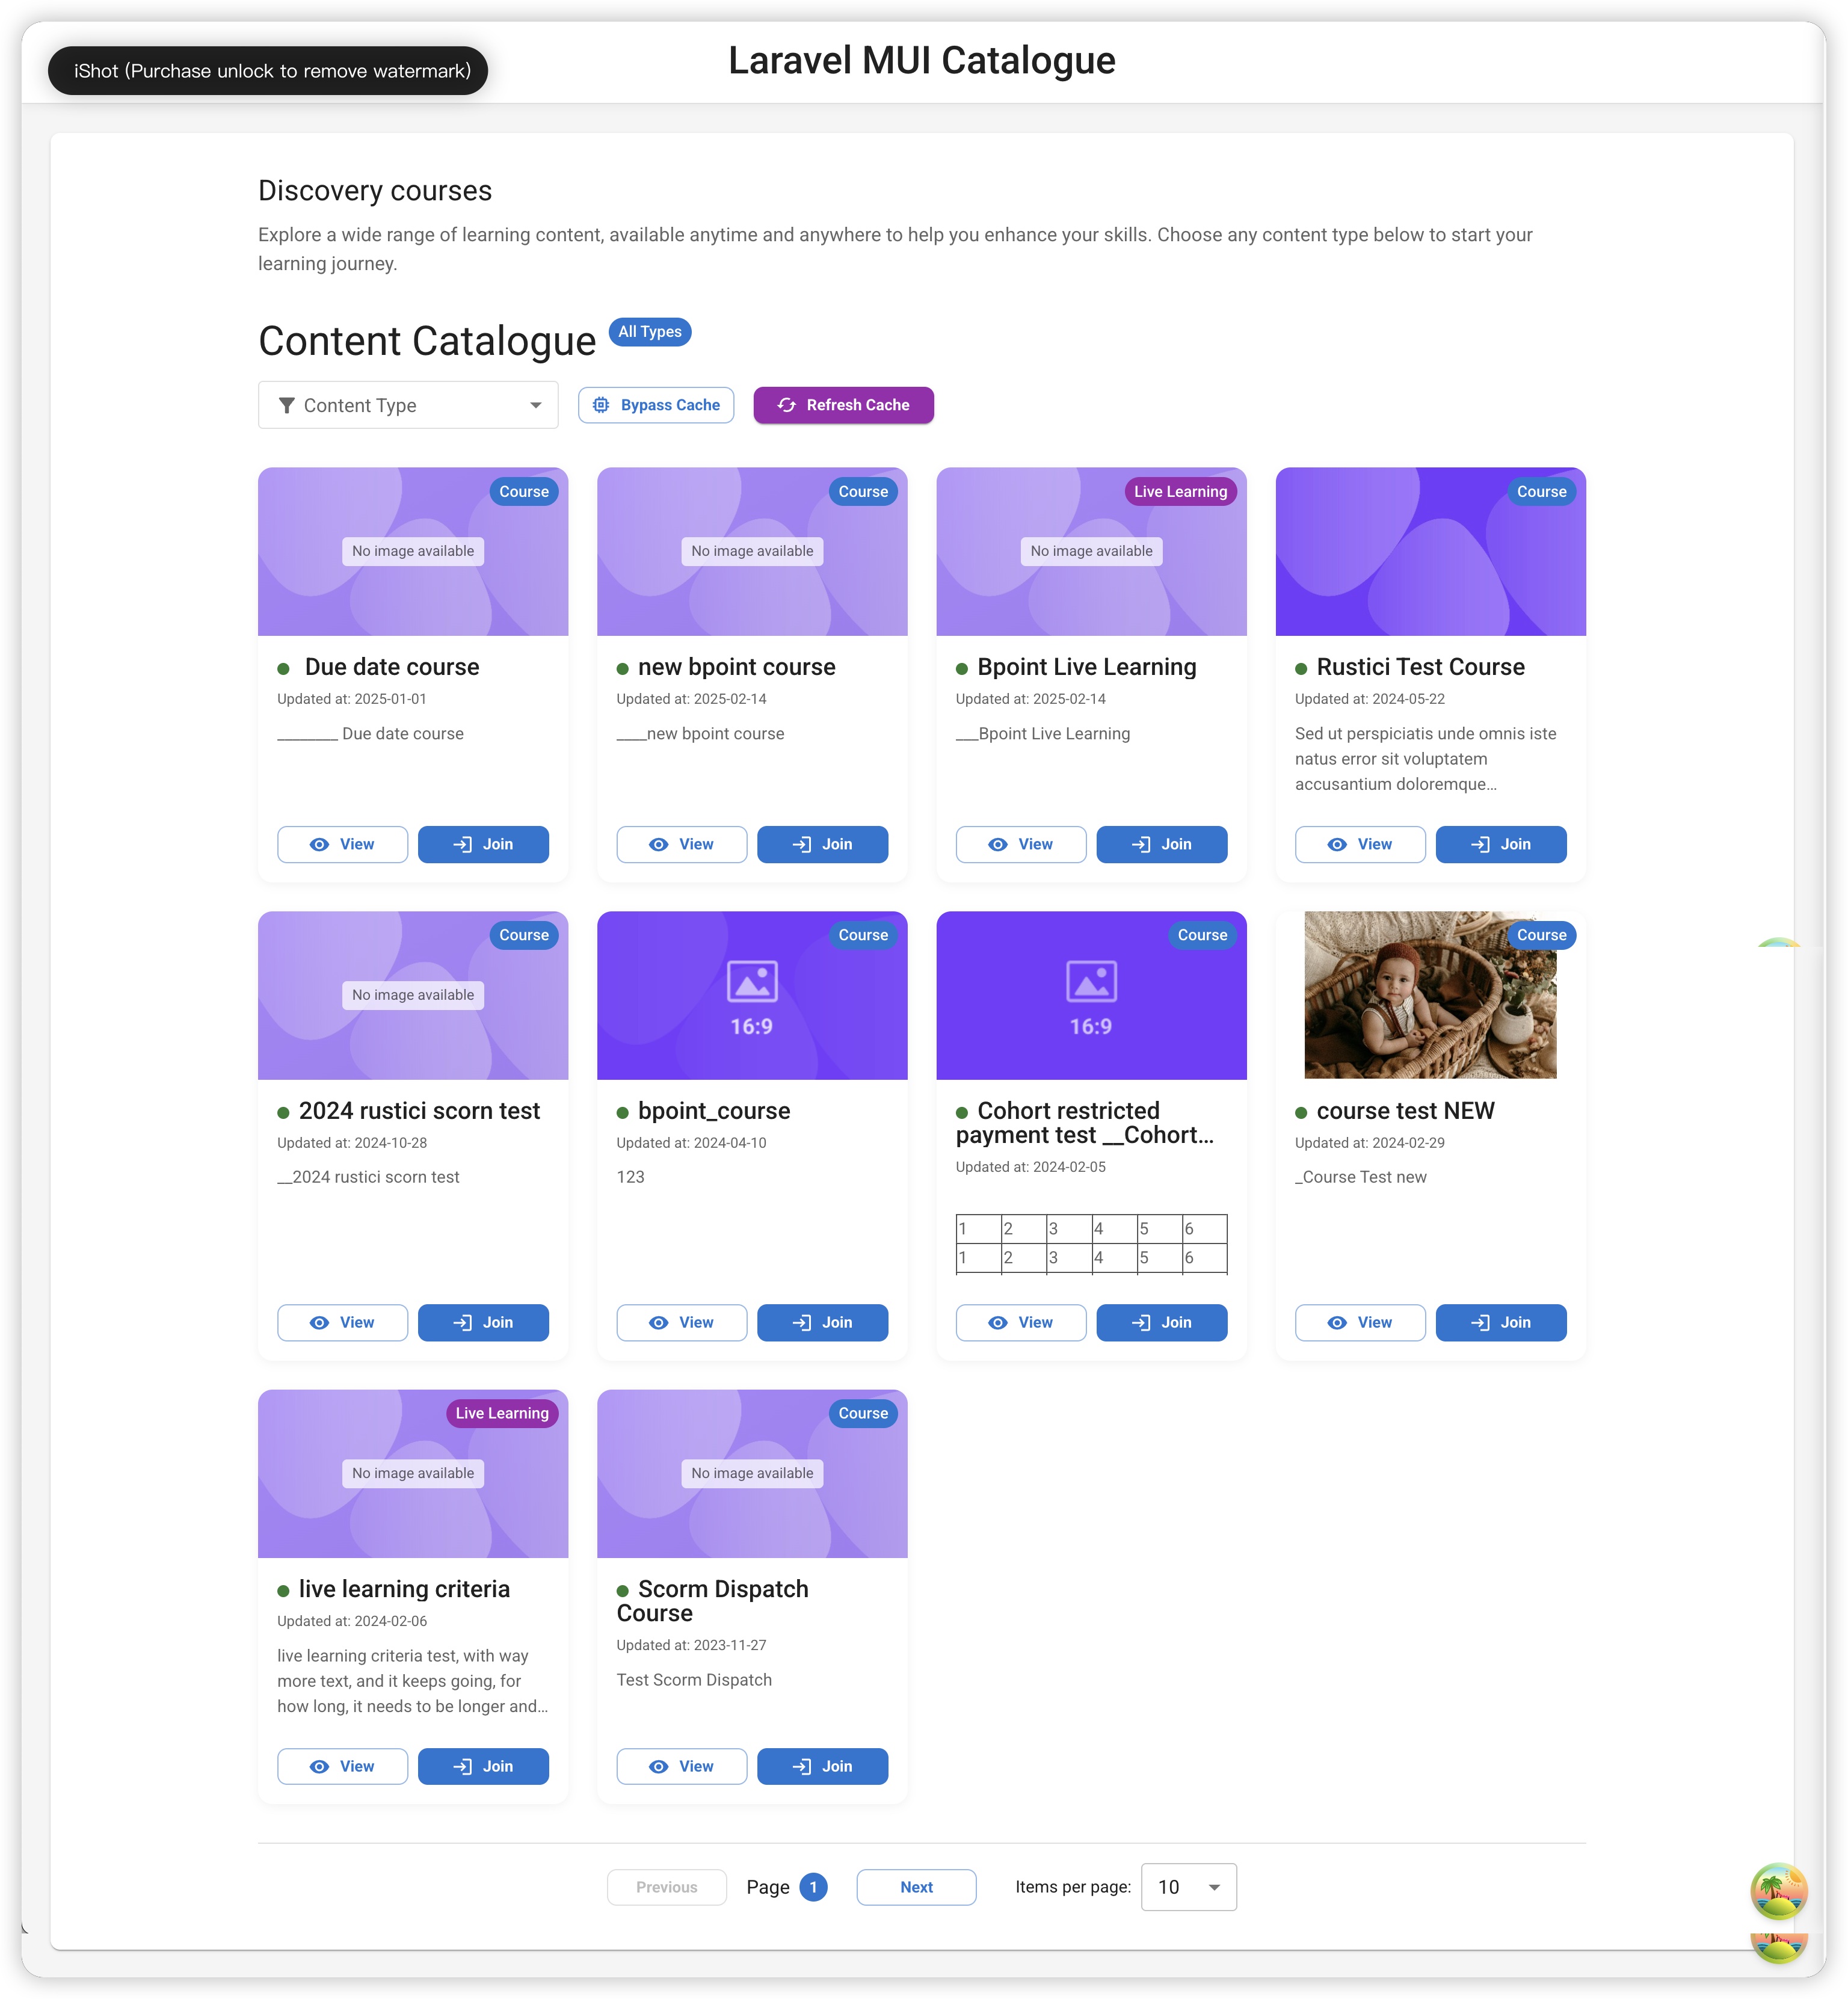 iShot (Purchase unlock to remove watermark)
Laravel MUI Catalogue
Discovery courses
Explore a wide range of learning content, available anytime and anywhere to help you enhance your skills. Choose any content type below to start your
learning journey.
Content Catalogue
All Types
Content Type
Bypass Cache
Refresh Cache
Course
No image available
Due date course
Updated at: 2025-01-01
________ Due date course
View
Join
Course
No image available
new bpoint course
Updated at: 2025-02-14
____new bpoint course
View
Join
Live Learning
No image available
Bpoint Live Learning
Updated at: 2025-02-14
___Bpoint Live Learning
View
Join
Course
Rustici Test Course
Updated at: 2024-05-22
Sed ut perspiciatis unde omnis iste
natus error sit voluptatem
accusantium doloremque...
View
Join
Course
No image available
2024 rustici scorn test
Updated at: 2024-10-28
__2024 rustici scorn test
View
Join
Course
16:9
bpoint_course
Updated at: 2024-04-10
123
View
Join
Course
16:9
Cohort restricted
payment test __Cohort...
Updated at: 2024-02-05
1 2 3 4 5 6
1 2 3 4 5 6
View
Join
Course
course test NEW
Updated at: 2024-02-29
_Course Test new
View
Join
Live Learning
No image available
live learning criteria
Updated at: 2024-02-06
live learning criteria test, with way
more text, and it keeps going, for
how long, it needs to be longer and...
View
Join
Course
No image available
Scorm Dispatch
Course
Updated at: 2023-11-27
Test Scorm Dispatch
View
Join
Previous
Page 1
Next
Items per page: 10